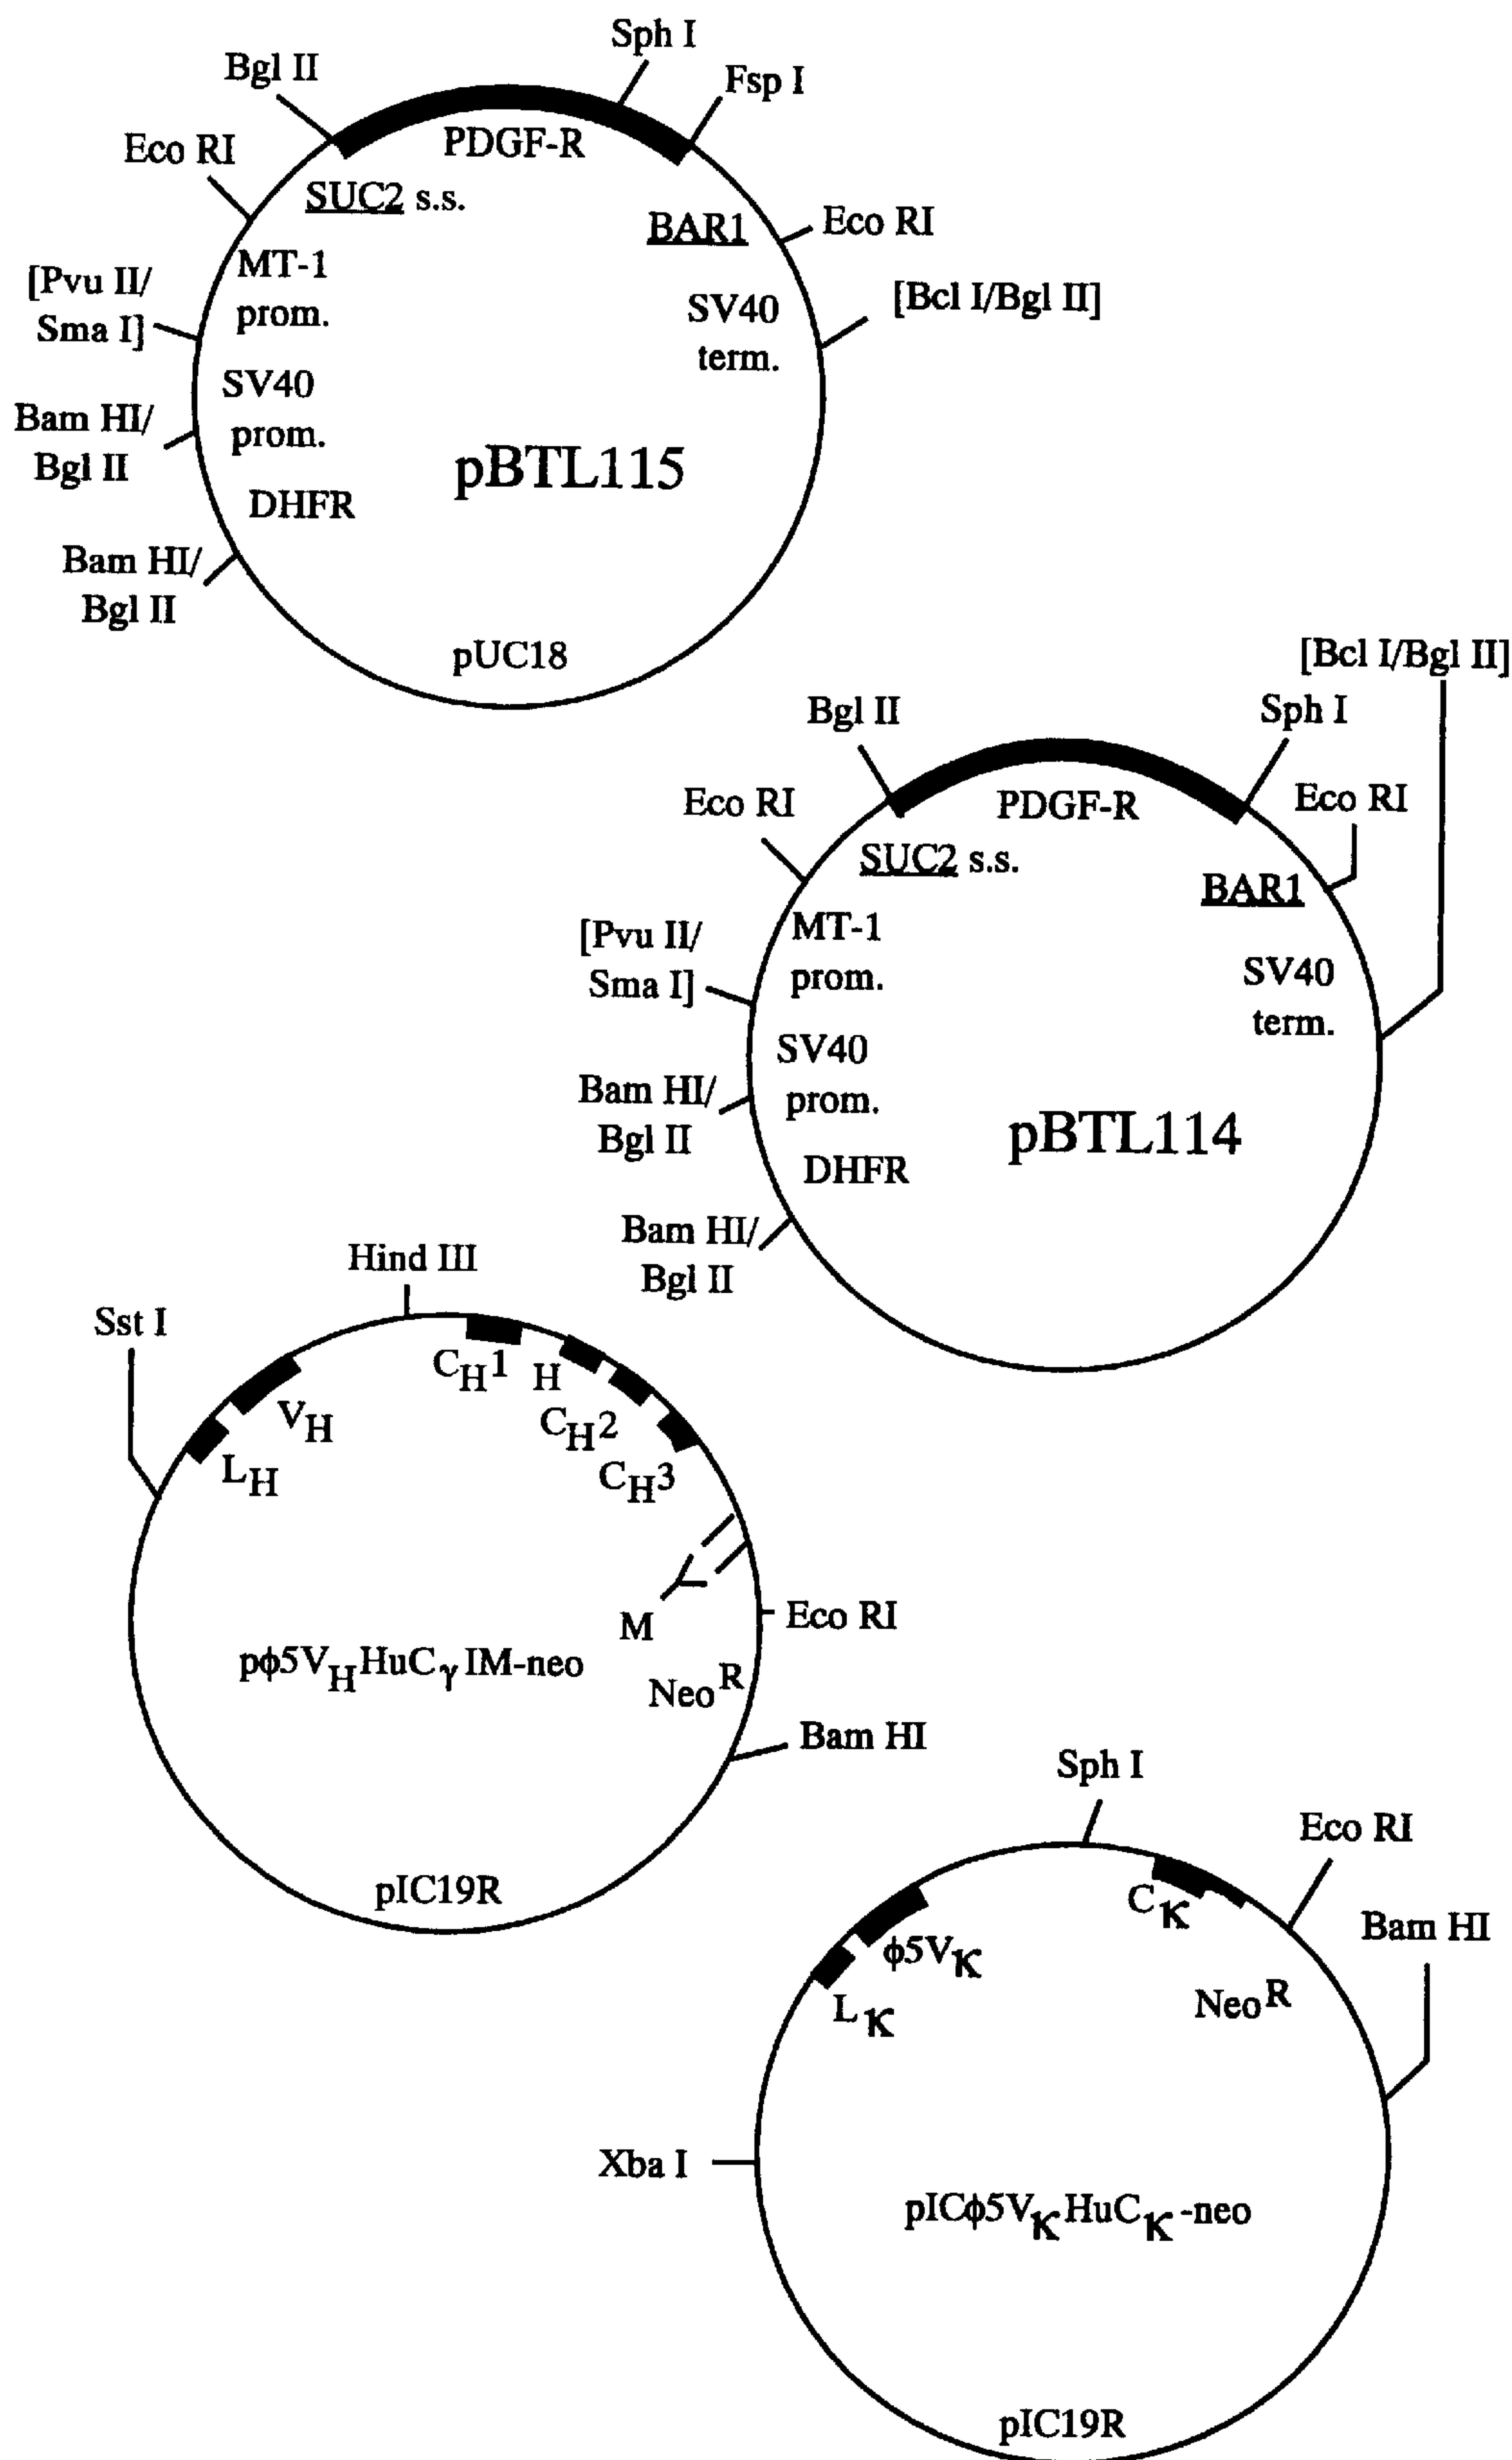 Sph I
Bgl II
Fsp I
PDGF-R
Eco RI
SUC2 s.s.
BAR1
Eco RI
MT-1
prom.
[Pvu II/
Sma I]
SV40
term.
[Bcl I/Bgl II]
SV40
prom.
Bam HI/
Bgl II
pBTL115
DHFR
Bam HI/
Bgl II
pUC18
[Bcl I/Bgl II]
Bgl II
Sph I
Eco RI
PDGF-R
Eco RI
SUC2 s.s.
BAR1
[Pvu II/
Sma I]
MT-1
prom.
SV40
term.
SV40
prom.
Bam HI/
Bgl II
pBTL114
DHFR
Bam HI/
Bgl II
Hind III
Sst I
CH1
H
VH
CH2
LH
CH3
M
Eco RI
pϕ5VHHuCγIM-neo
NeoR
Bam HI
pIC19R
Sph I
Eco RI
Cκ
Bam HI
ϕ5Vκ
Lκ
NeoR
Xba I
pICϕ5VκHuCκ-neo
pIC19R